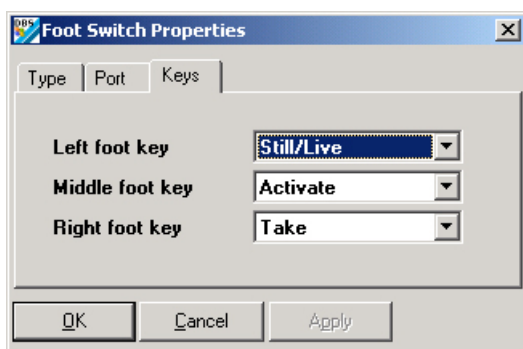 DBS Foot Switch Properties
Type Port Keys
Left foot key Still/Live
Middle foot key Activate
Right foot key Take
OK Cancel Apply